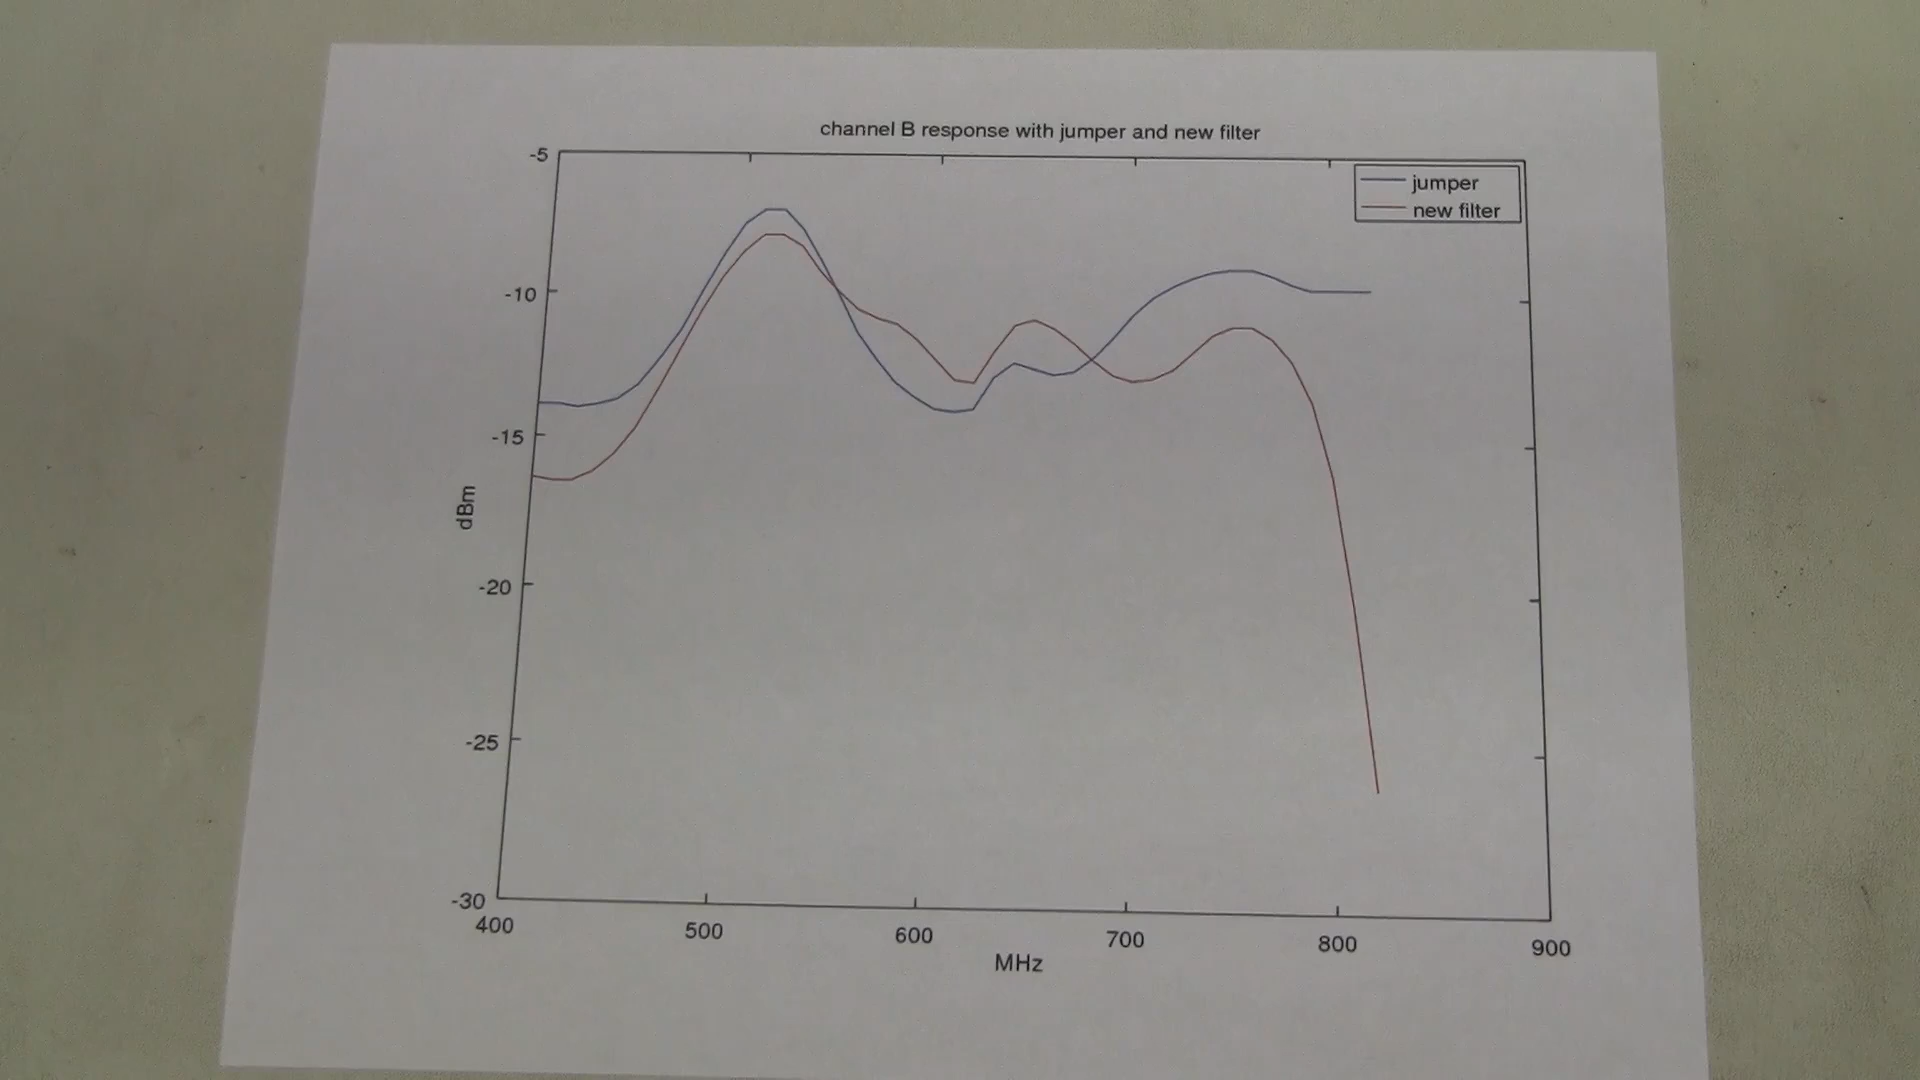 channel B response with jumper and new filter
jumper
new filter
-5
-10
-15
-20
-25
-30
dBm
400
500
600
700
800
900
MHz